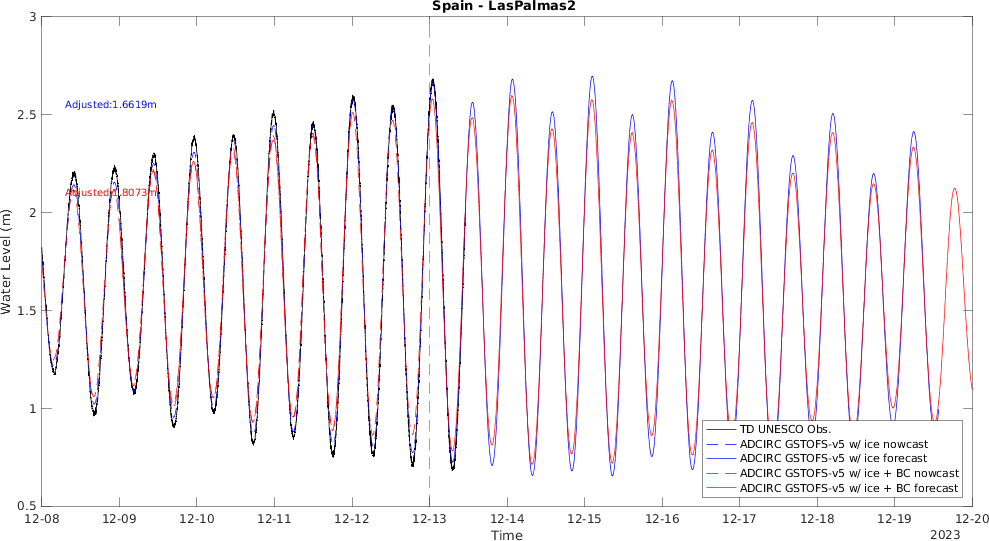 Spain - LasPalmas2
Adjusted:1.6619m
Adjusted:1.8073m
Water Level (m)
3
2.5
2
1.5
1
0.5
12-08 12-09 12-10 12-11 12-12 12-13 12-14 12-15 12-16 12-17 12-18 12-19 12-20
Time
2023
TD UNESCO Obs.
ADCIRC GSTOFS-v5 w/ ice nowcast
ADCIRC GSTOFS-v5 w/ ice forecast
ADCIRC GSTOFS-v5 w/ ice + BC nowcast
ADCIRC GSTOFS-v5 w/ ice + BC forecast